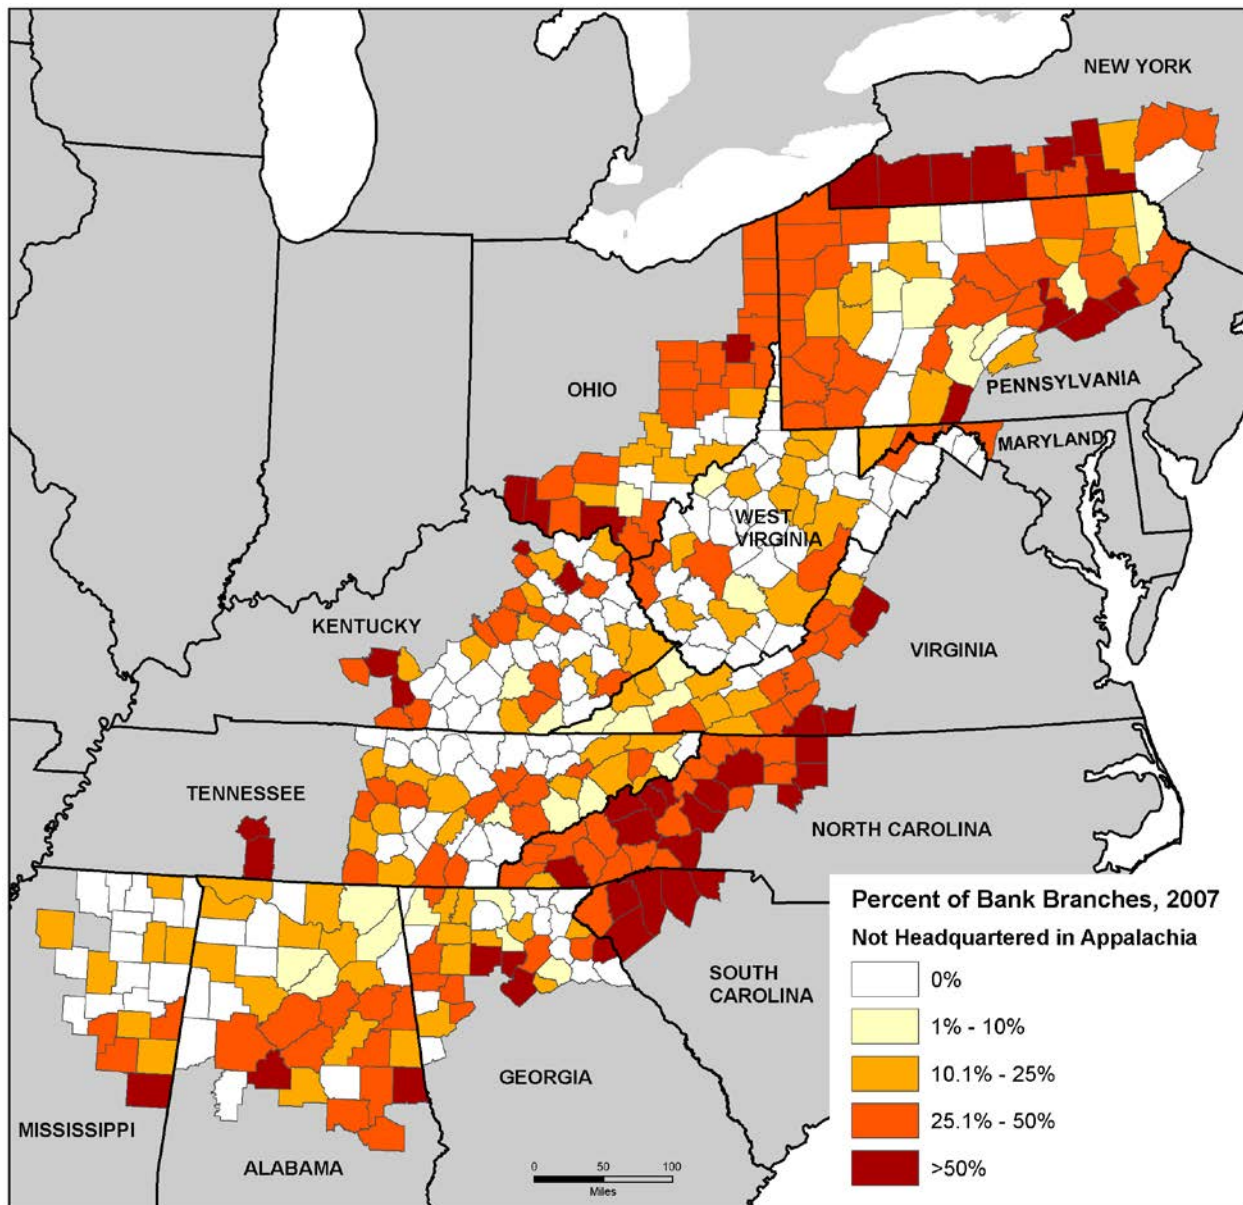 NEW YORK
PENNSYLVANIA
OHIO
MARYLAND
WEST
VIRGINIA
KENTUCKY
VIRGINIA
TENNESSEE
NORTH CAROLINA
SOUTH
CAROLINA
GEORGIA
MISSISSIPPI
ALABAMA
Percent of Bank Branches, 2007
Not Headquartered in Appalachia
0%
1% - 10%
10.1% - 25%
25.1% - 50%
>50%
0 50 100
Miles